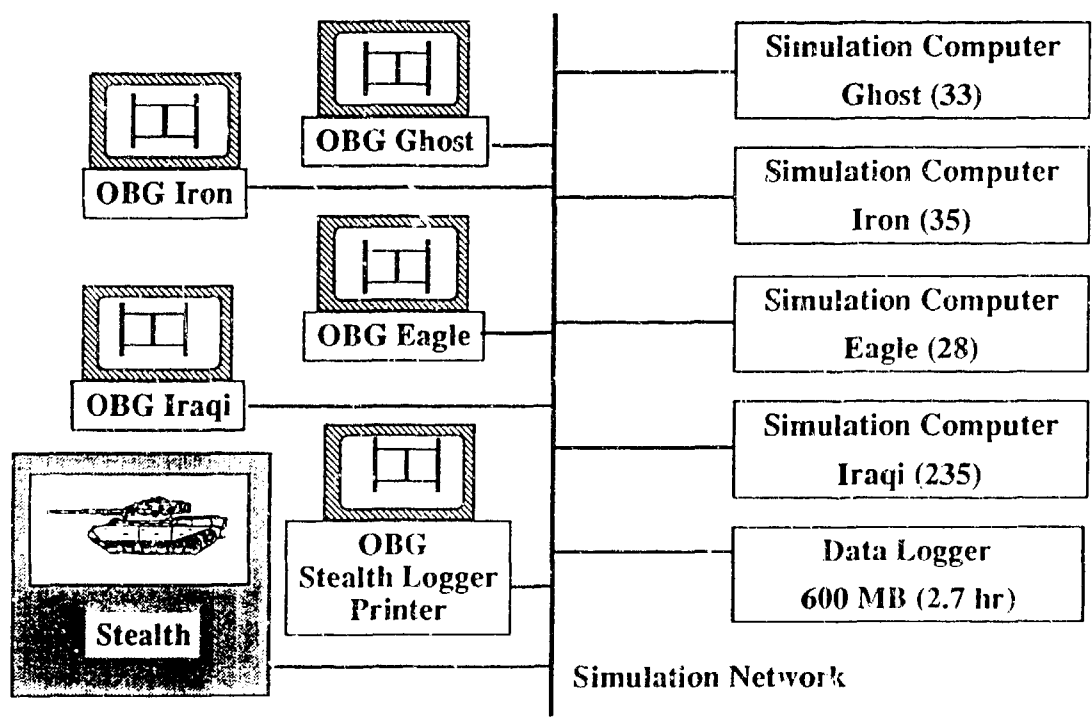 OBG Ghost
OBG Iron
OBG Eagle
OBG Iraqi
OBG
Stealth Logger
Printer
Stealth
Simulation Computer
Ghost (33)
Simulation Computer
Iron (35)
Simulation Computer
Eagle (28)
Simulation Computer
Iraqi (235)
Data Logger
600 MB (2.7 hr)
Simulation Network